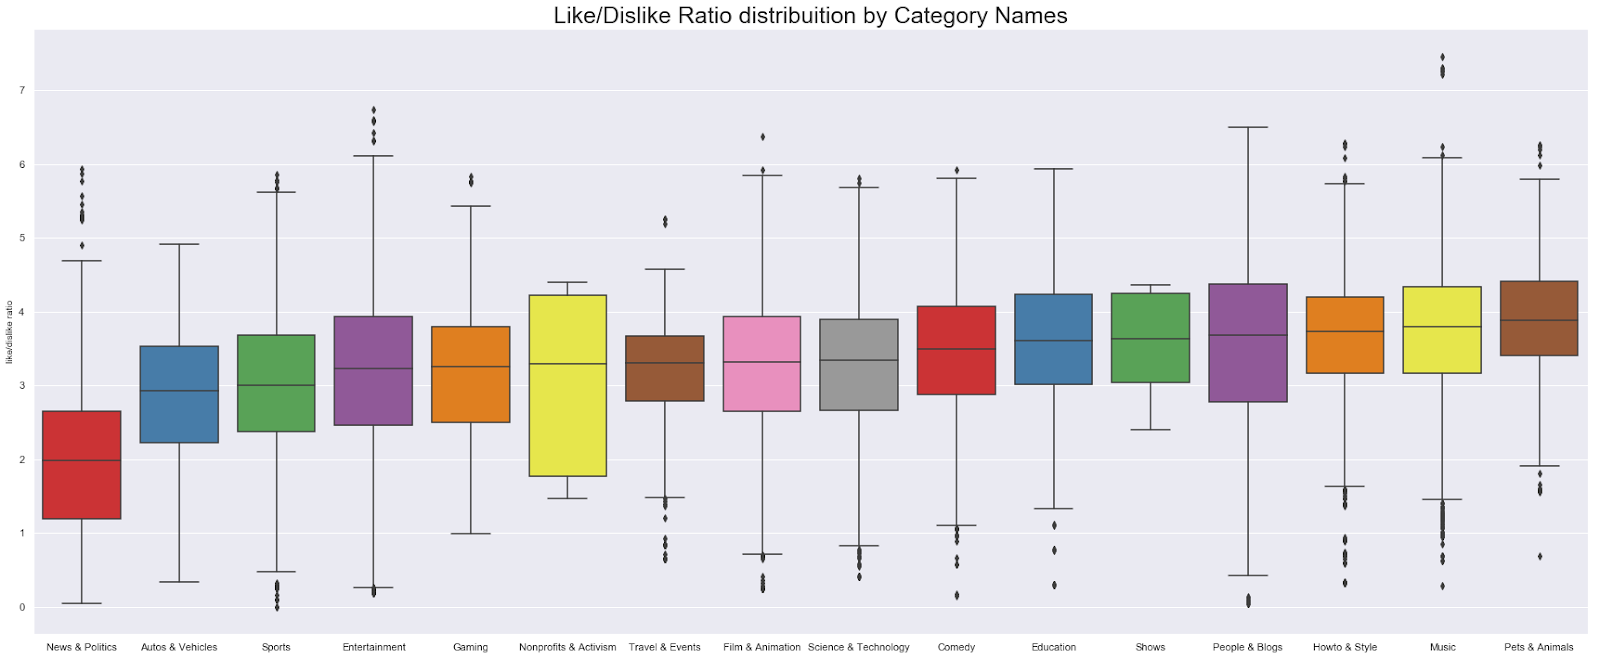 Like/Dislike Ratio distribuition by Category Names
7
6
5
4
3
2
1
0
like/dislike ratio
News & Politics Autos & Vehicles Sports Entertainment Gaming Nonprofits & Activism Travel & Events Film & Animation Science & Technology Comedy Education Shows People & Blogs Howto & Style Music Pets & Animals